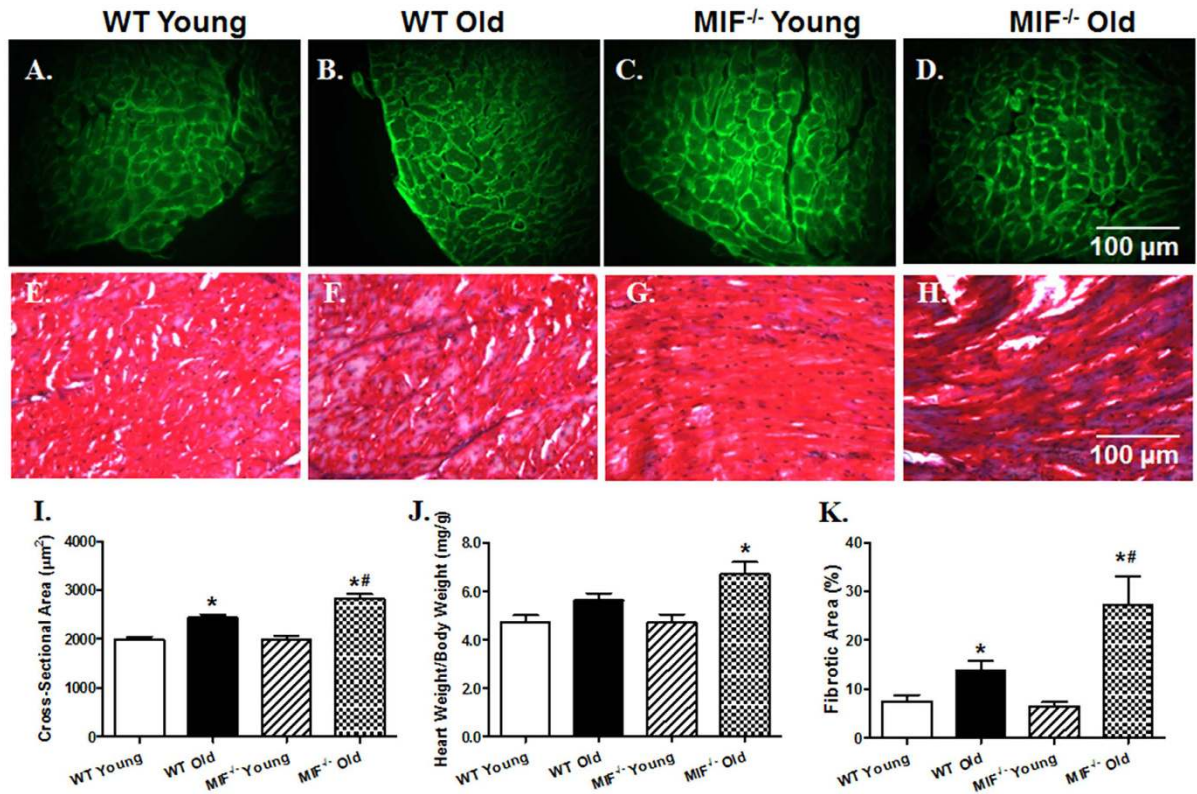 WT Young WT Old MIF-/- Young MIF-/- Old
A. B. C. D.
100 µm
E. F. G. H.
100 µm
I. J. K.
Cross-Sectional Area (µm²)
4000
3000
2000
1000
0
* *#
WT Young WT Old MIF-/- Young MIF-/- Old
Heart Weight/Body Weight (mg/g)
8.0
6.0
4.0
2.0
0.0
*
WT Young WT Old MIF-/- Young MIF-/- Old
Fibrotic Area (%)
40
30
20
10
0
* *#
WT Young WT Old MIF-/- Young MIF-/- Old